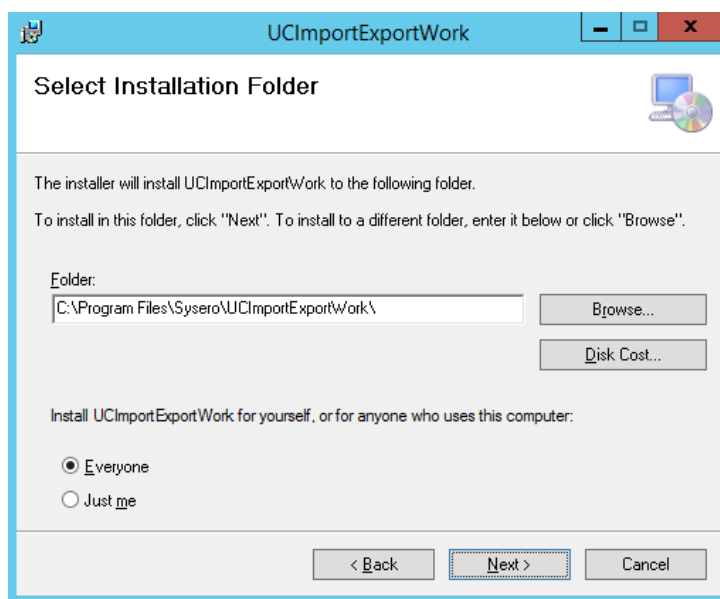 UCImportExportWork
Select Installation Folder
The installer will install UCImportExportWork to the following folder.
To install in this folder, click "Next". To install to a different folder, enter it below or click "Browse".
Folder:
C:\Program Files\Sysero\UCImportExportWork\
Browse...
Disk Cost...
Install UCImportExportWork for yourself, or for anyone who uses this computer:
Everyone
Just me
< Back
Next >
Cancel